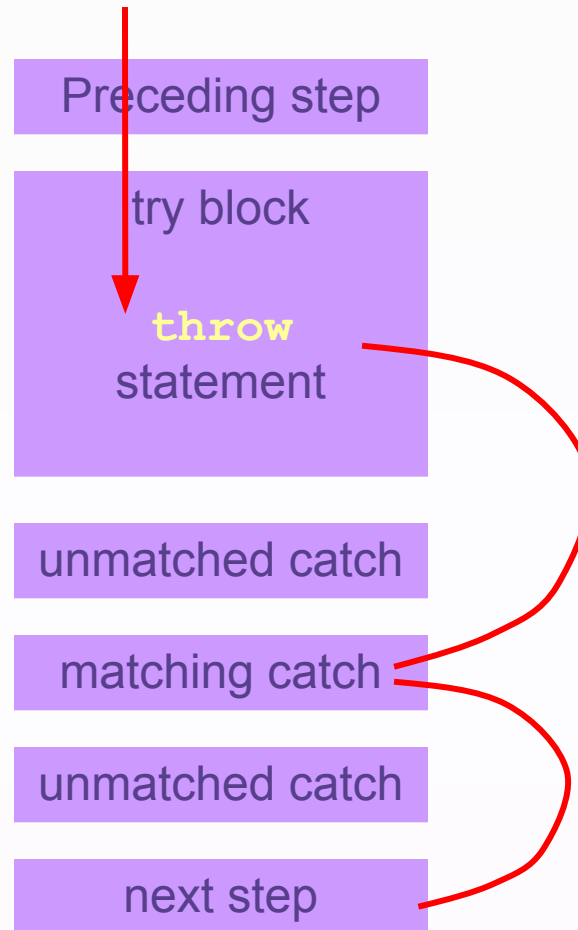 Preceding step
try block
throw
statement
unmatched catch
matching catch
unmatched catch
next step